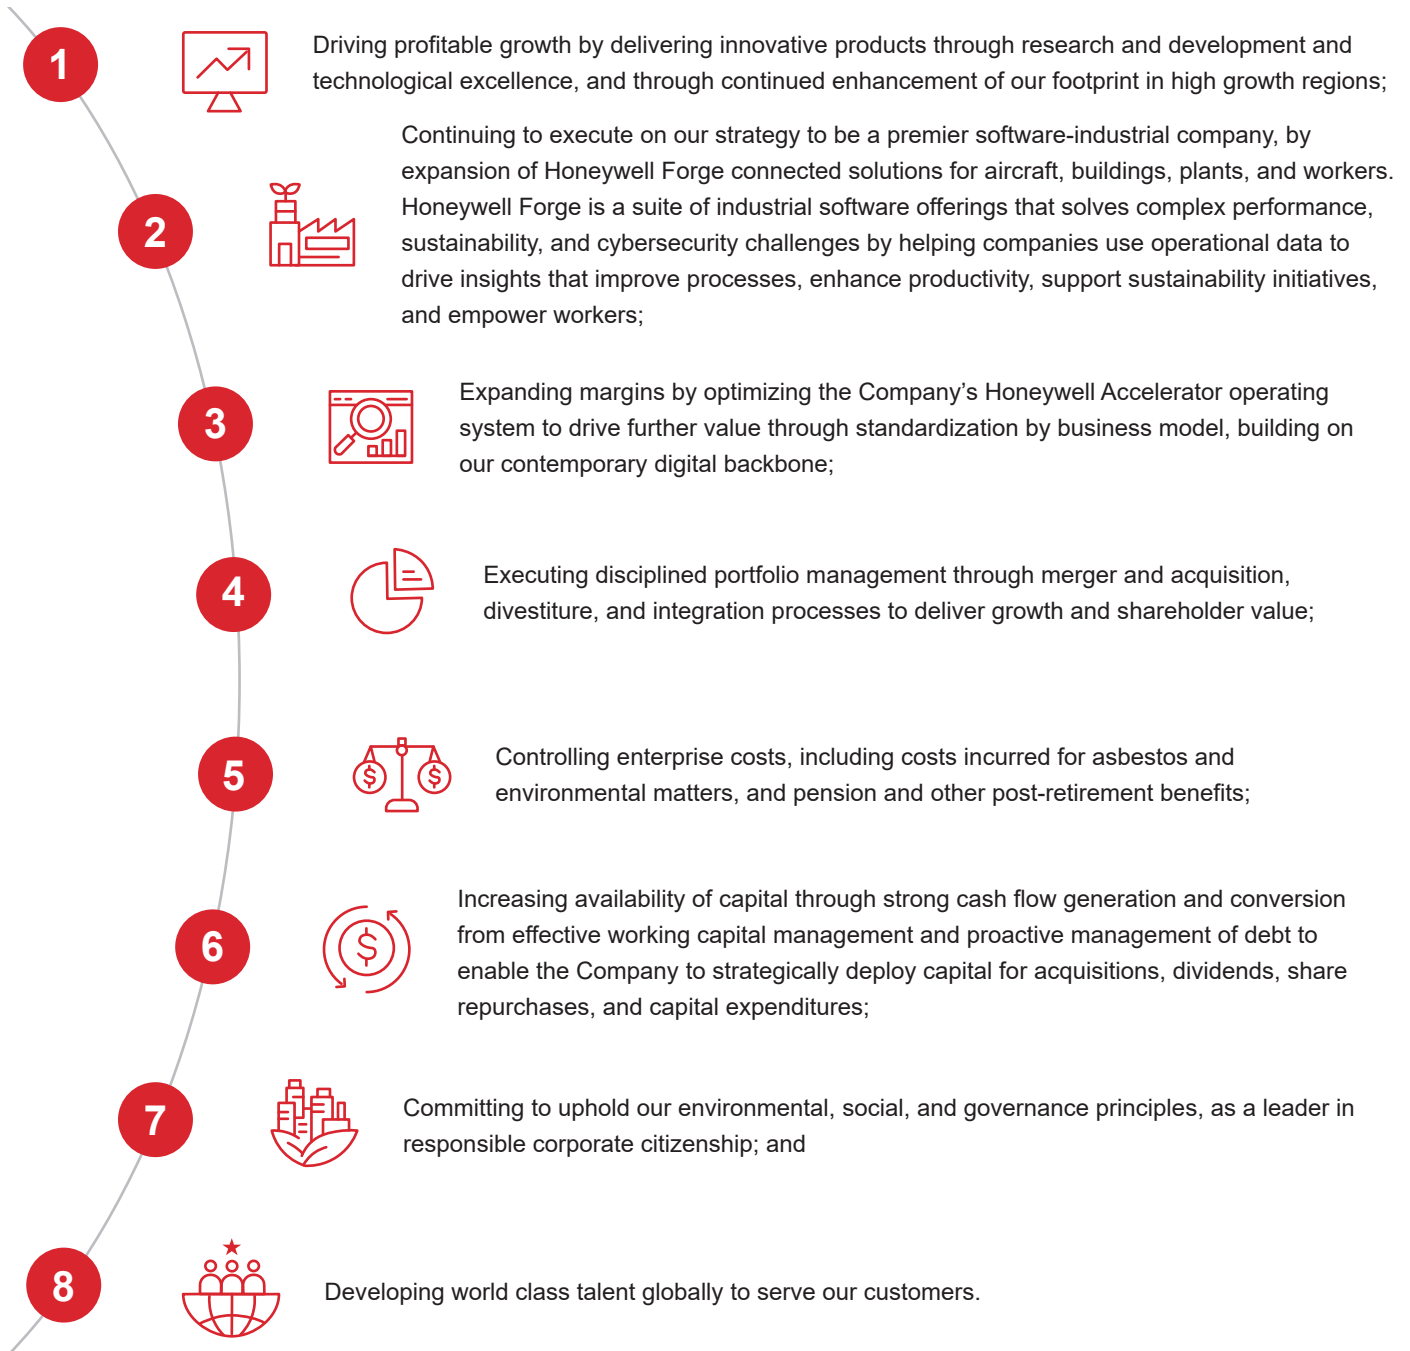 1
Driving profitable growth by delivering innovative products through research and development and
technological excellence, and through continued enhancement of our footprint in high growth regions;
2
Continuing to execute on our strategy to be a premier software-industrial company, by
expansion of Honeywell Forge connected solutions for aircraft, buildings, plants, and workers.
Honeywell Forge is a suite of industrial software offerings that solves complex performance,
sustainability, and cybersecurity challenges by helping companies use operational data to
drive insights that improve processes, enhance productivity, support sustainability initiatives,
and empower workers;
3
Expanding margins by optimizing the Company’s Honeywell Accelerator operating
system to drive further value through standardization by business model, building on
our contemporary digital backbone;
4
Executing disciplined portfolio management through merger and acquisition,
divestiture, and integration processes to deliver growth and shareholder value;
5
$ $
Controlling enterprise costs, including costs incurred for asbestos and
environmental matters, and pension and other post-retirement benefits;
6
$
Increasing availability of capital through strong cash flow generation and conversion
from effective working capital management and proactive management of debt to
enable the Company to strategically deploy capital for acquisitions, dividends, share
repurchases, and capital expenditures;
7
Committing to uphold our environmental, social, and governance principles, as a leader in
responsible corporate citizenship; and
8
Developing world class talent globally to serve our customers.